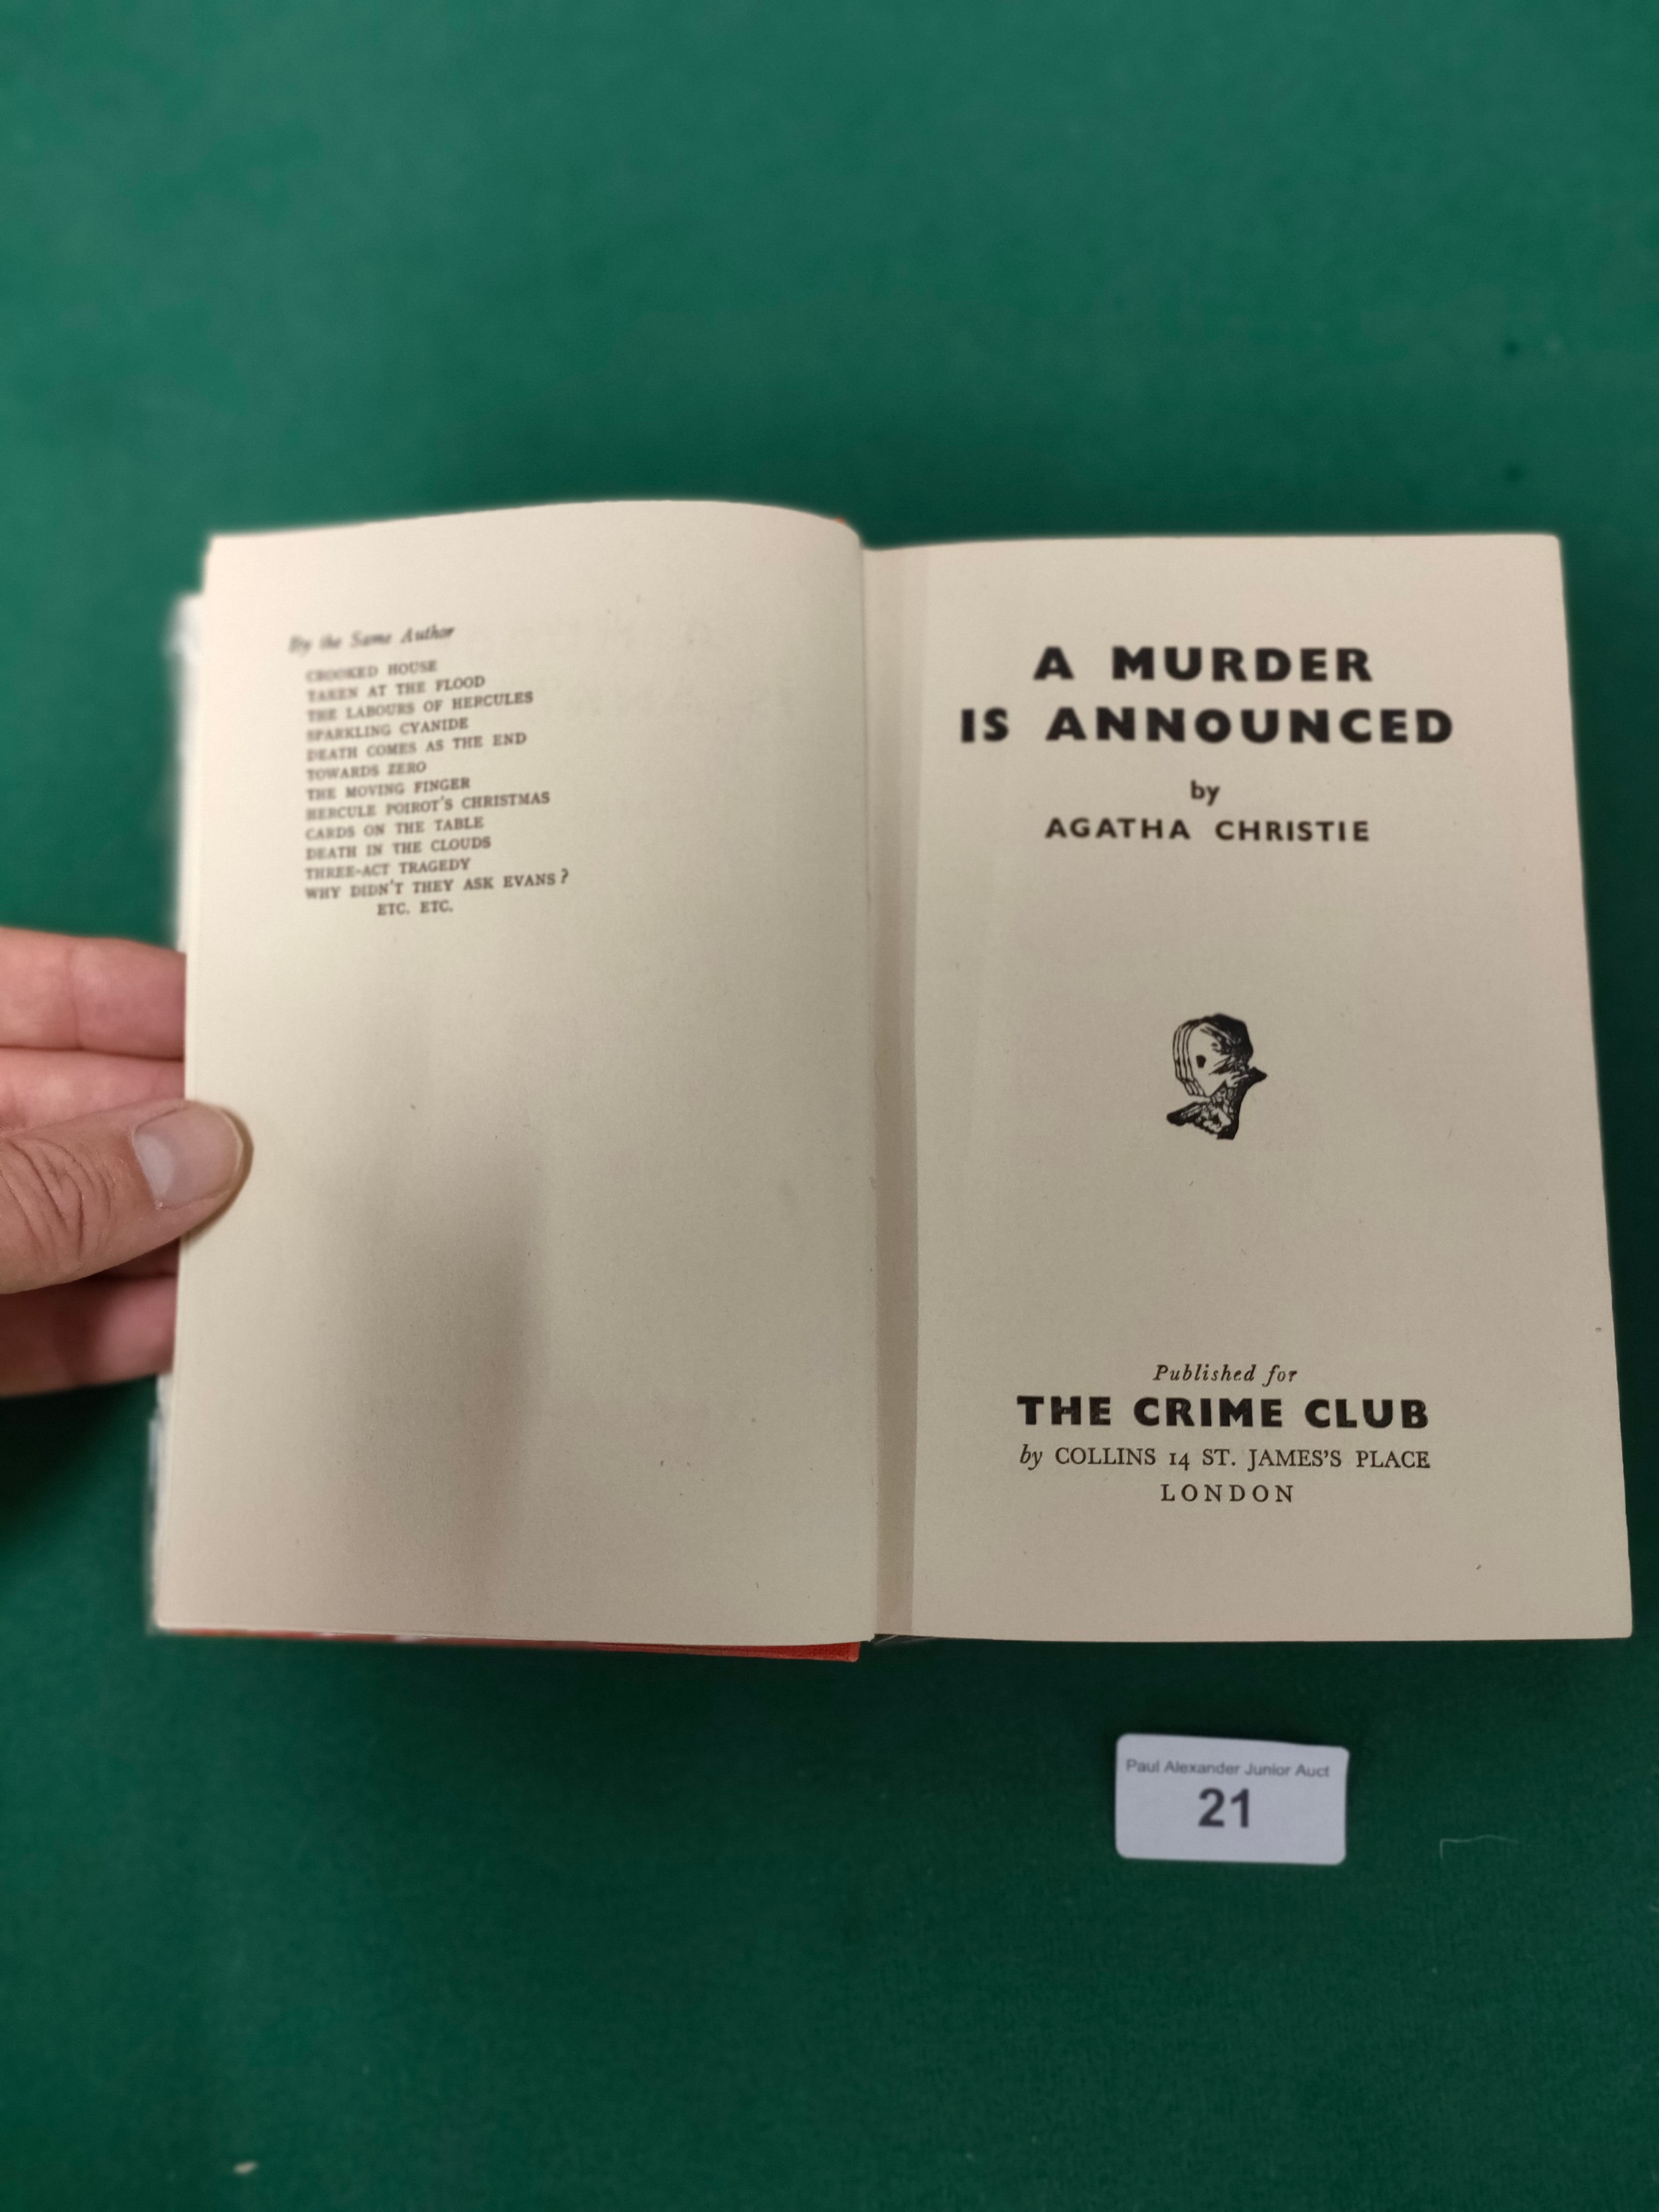 By the Same Author
CROOKED HOUSE
TAKEN AT THE FLOOD
THE LABOURS OF HERCULES
SPARKLING CYANIDE
DEATH COMES AS THE END
TOWARDS ZERO
THE MOVING FINGER
HERCULE POIROT'S CHRISTMAS
CARDS ON THE TABLE
DEATH IN THE CLOUDS
THREE-ACT TRAGEDY
WHY DIDN'T THEY ASK EVANS ?
ETC. ETC.
A MURDER
IS ANNOUNCED
by
AGATHA CHRISTIE
Published for
THE CRIME CLUB
by COLLINS 14 ST. JAMES'S PLACE
LONDON
Paul Alexander Junior Auct
21